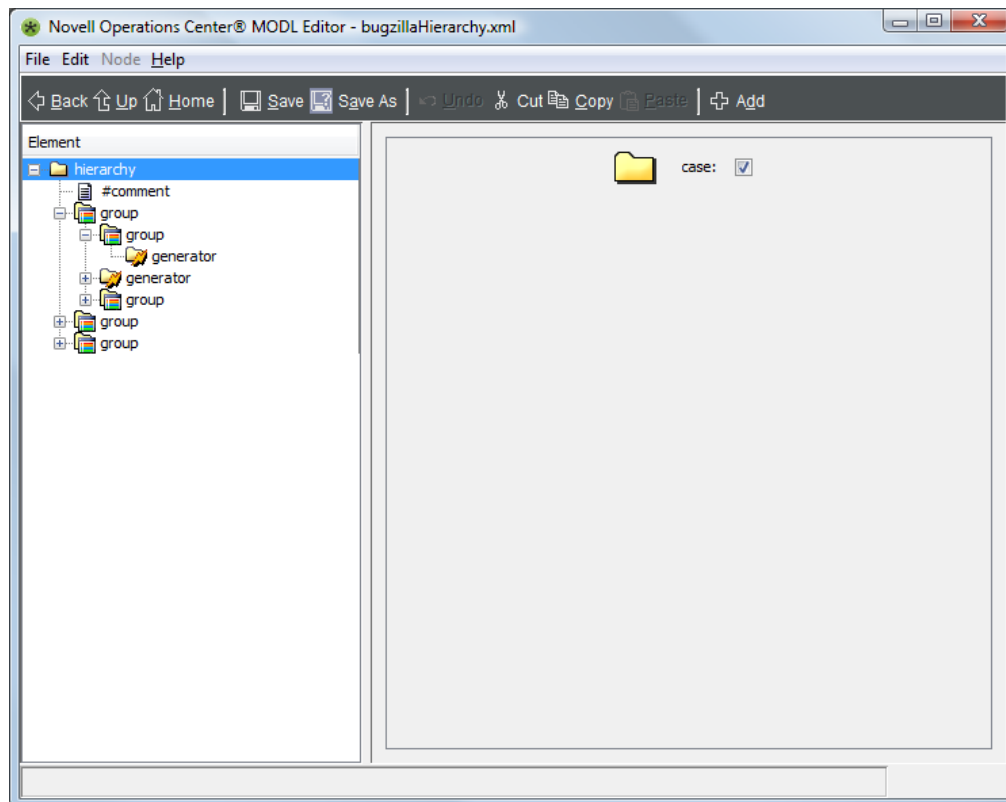 Novell Operations Center® MODL Editor - bugzillaHierarchy.xml
File Edit Node Help
Back Up Home Save Save As Undo Cut Copy Paste Add
Element
hierarchy
case:
#comment
group
group
generator
generator
group
group
group